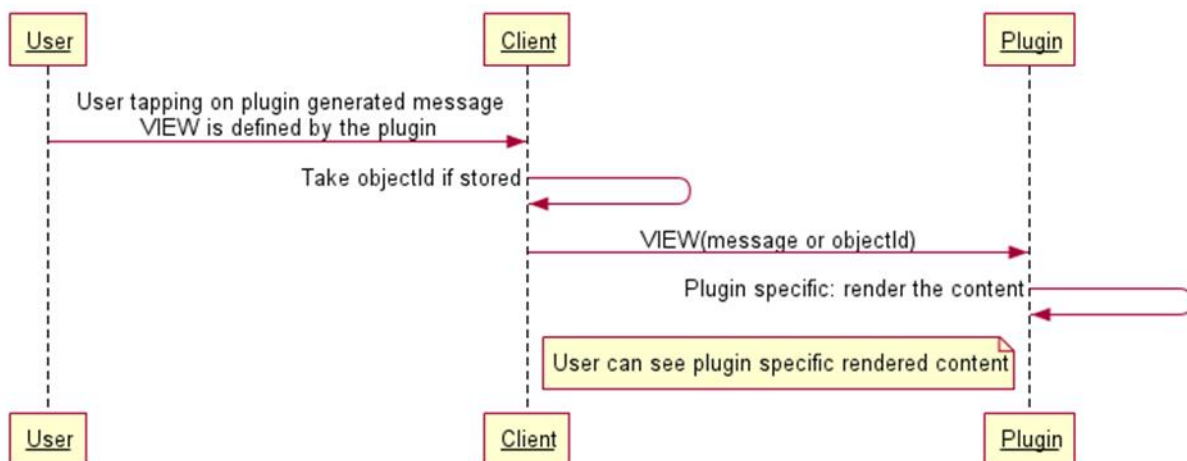 User
Client
Plugin
User tapping on plugin generated message
VIEW is defined by the plugin
Take objectId if stored
VIEW(message or objectId)
Plugin specific: render the content
User can see plugin specific rendered content
User
Client
Plugin